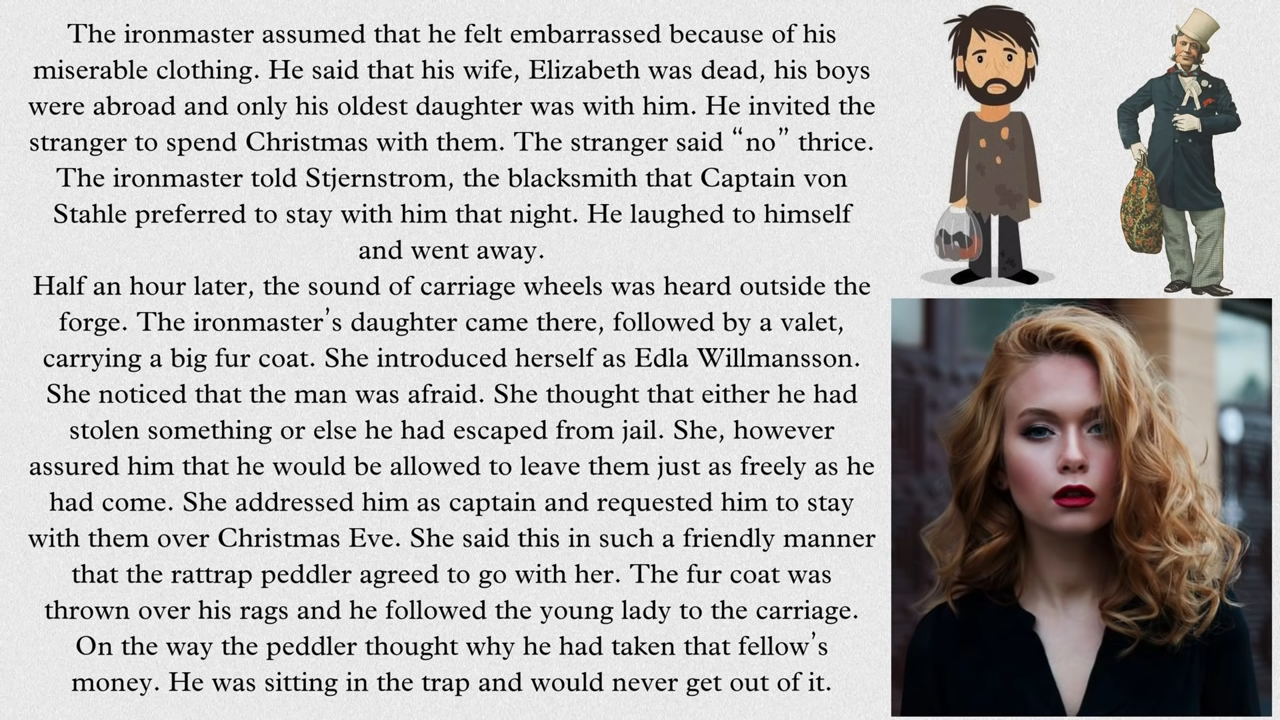 The ironmaster assumed that he felt embarrassed because of his
miserable clothing. He said that his wife, Elizabeth was dead, his boys
were abroad and only his oldest daughter was with him. He invited the
stranger to spend Christmas with them. The stranger said “no” thrice.
The ironmaster told Stjernstrom, the blacksmith that Captain von
Stahle preferred to stay with him that night. He laughed to himself
and went away.
Half an hour later, the sound of carriage wheels was heard outside the
forge. The ironmaster’s daughter came there, followed by a valet,
carrying a big fur coat. She introduced herself as Edla Willmansson.
She noticed that the man was afraid. She thought that either he had
stolen something or else he had escaped from jail. She, however
assured him that he would be allowed to leave them just as freely as he
had come. She addressed him as captain and requested him to stay
with them over Christmas Eve. She said this in such a friendly manner
that the rattrap peddler agreed to go with her. The fur coat was
thrown over his rags and he followed the young lady to the carriage.
On the way the peddler thought why he had taken that fellow’s
money. He was sitting in the trap and would never get out of it.